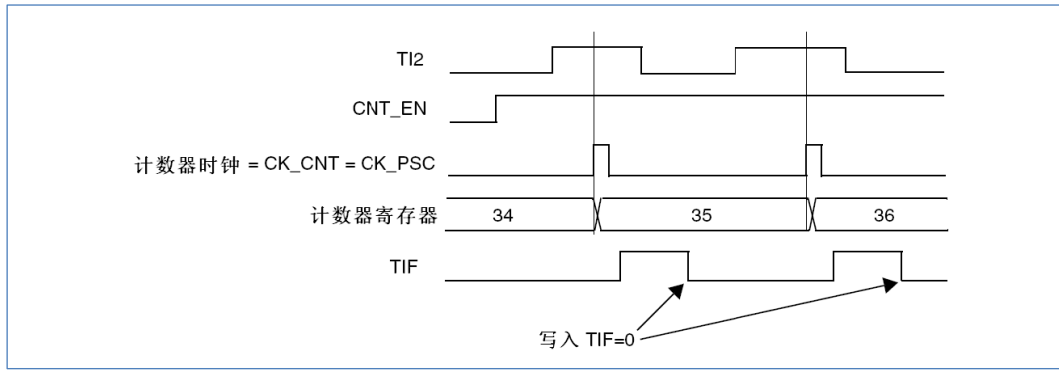 TI2
CNT_EN
计数器时钟 = CK_CNT = CK_PSC
计数器寄存器 34 35 36
TIF
写入 TIF=0